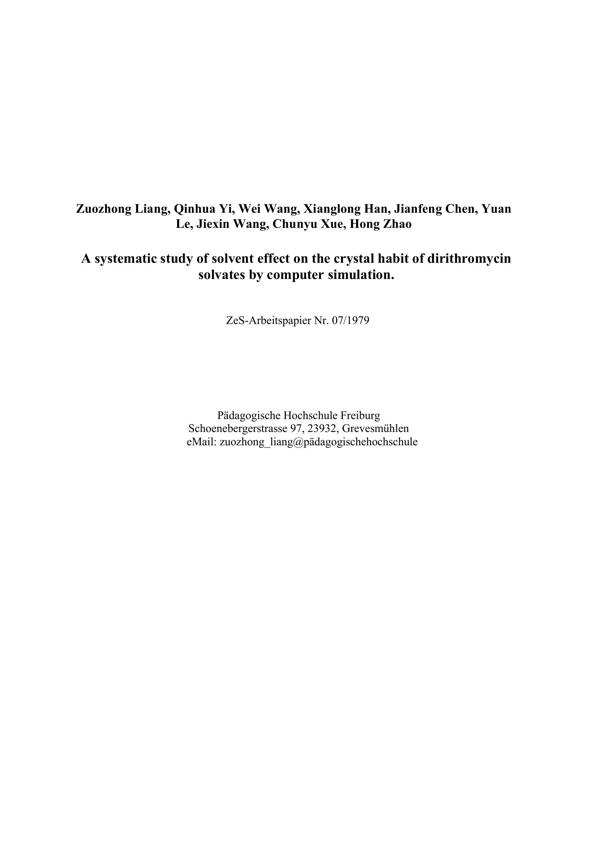 Zuozhong Liang, Qinhua Yi, Wei Wang, Xianglong Han, Jianfeng Chen, Yuan
Le, Jiexin Wang, Chunyu Xue, Hong Zhao
A systematic study of solvent effect on the crystal habit of dirithromycin
solvates by computer simulation.
ZeS-Arbeitspapier Nr. 07/1979
Pädagogische Hochschule Freiburg
Schoenebergerstrasse 97, 23932, Grevesmühlen
eMail: zuozhong_liang@pädagogischehochschule